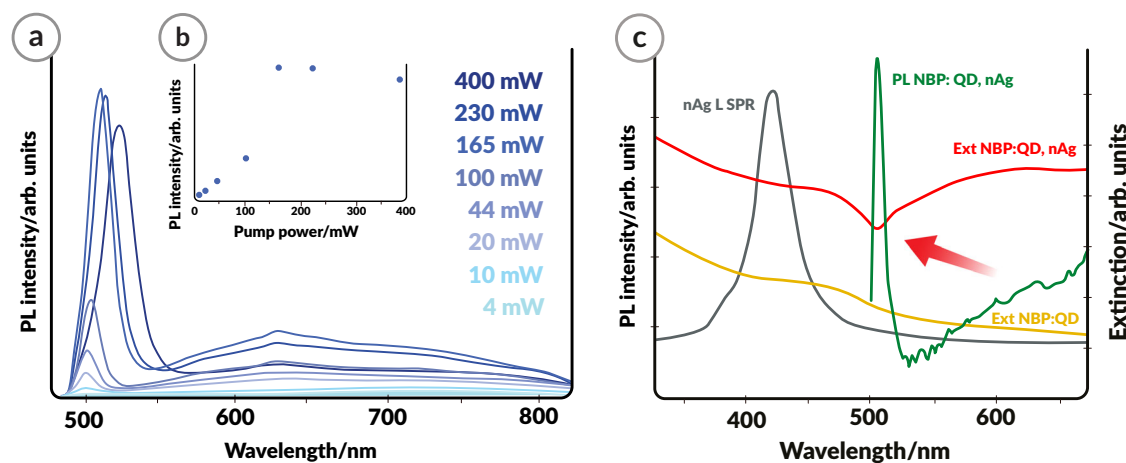 a
b
PL intensity/arb. units
400 mW
230 mW
165 mW
100 mW
44 mW
20 mW
10 mW
4 mW
PL intensity/arb. units
0
100
200
300
400
Pump power/mW
500
600
700
800
Wavelength/nm
c
PL intensity/arb. units
nAg L SPR
PL NBP: QD, nAg
Ext NBP:QD, nAg
Ext NBP:QD
Extinction/arb. units
400
500
600
Wavelength/nm